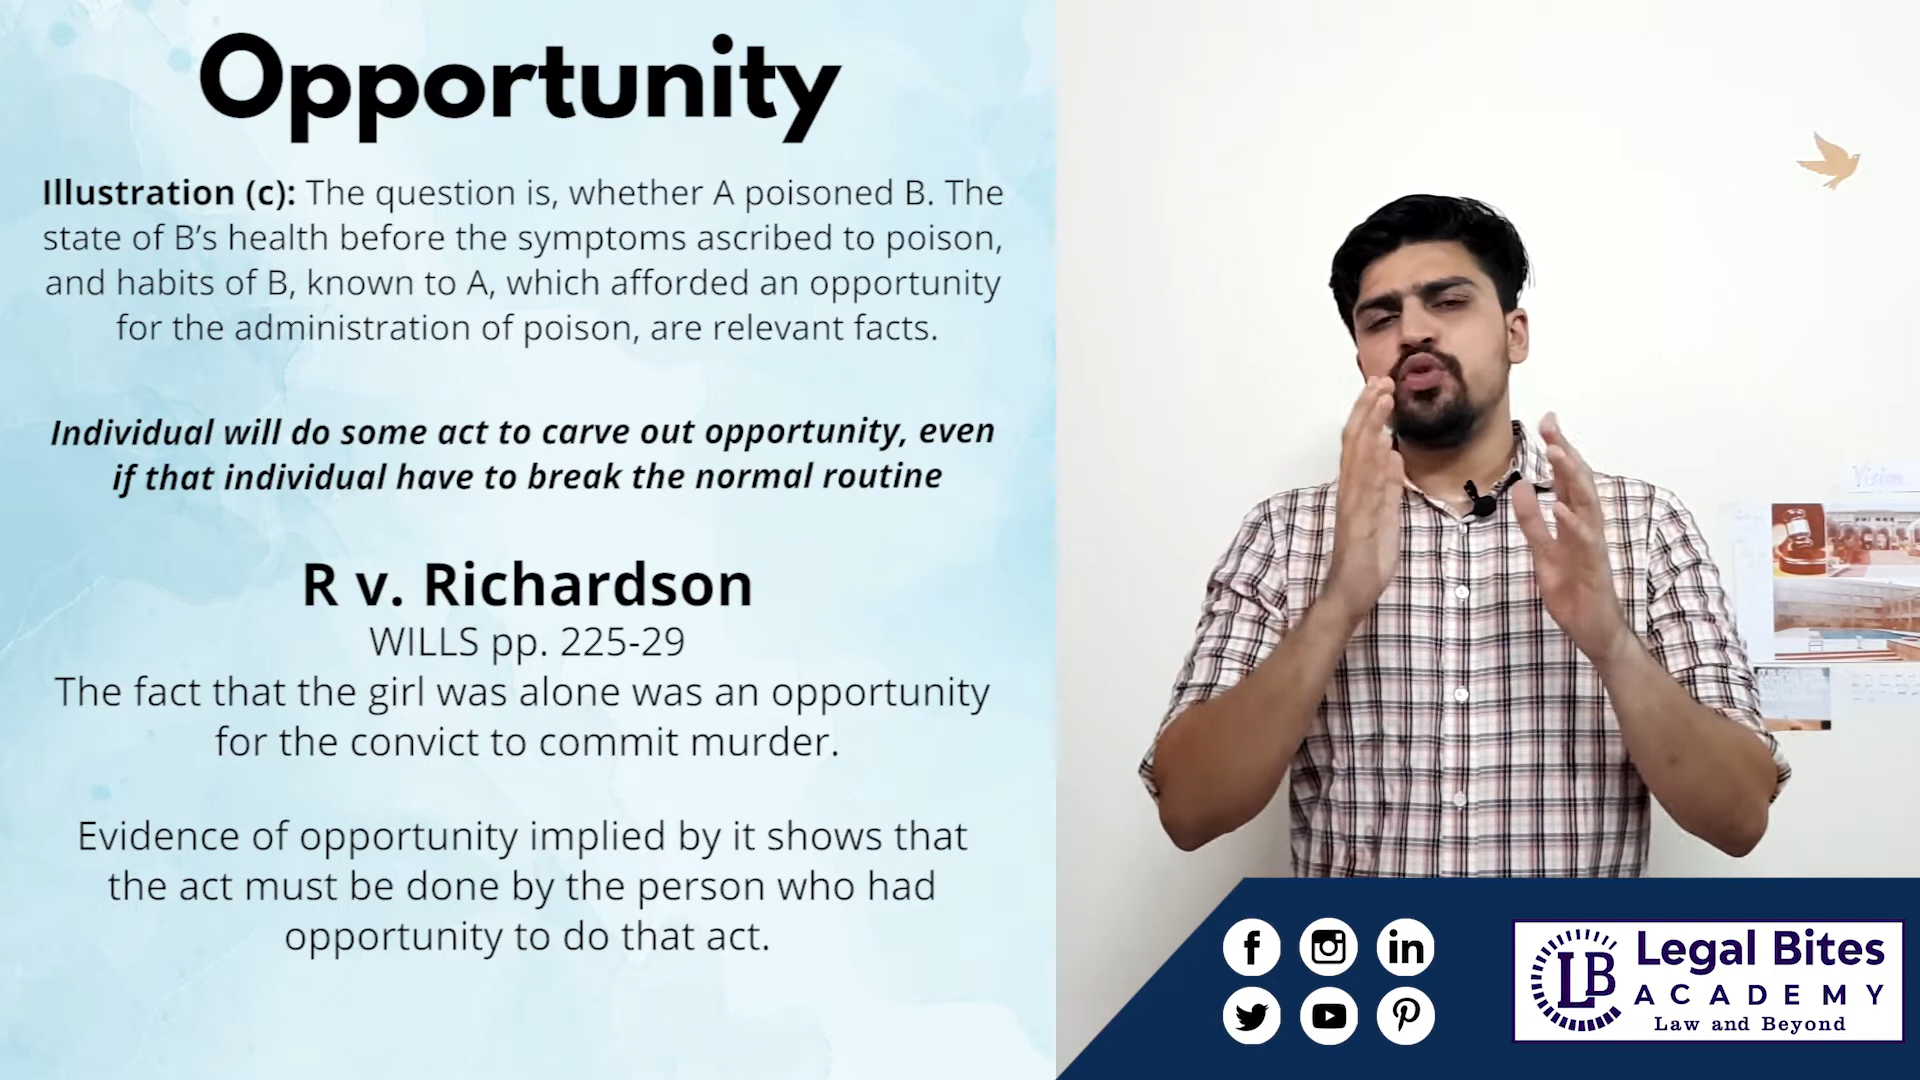 Opportunity
Illustration (c): The question is, whether A poisoned B. The
state of B’s health before the symptoms ascribed to poison,
and habits of B, known to A, which afforded an opportunity
for the administration of poison, are relevant facts.
Individual will do some act to carve out opportunity, even
if that individual have to break the normal routine
R v. Richardson
WILLS pp. 225-29
The fact that the girl was alone was an opportunity
for the convict to commit murder.
Evidence of opportunity implied by it shows that
the act must be done by the person who had
opportunity to do that act.
Vision
LB
Legal Bites
ACADEMY
Law and Beyond